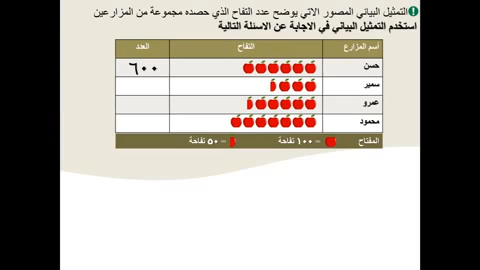 التمثيل البياني المصور الاتي يوضح عدد التفاح الذي حصده مجموعة من المزارعين
استخدم التمثيل البياني في الاجابة عن الاسئلة التالية
أسم المزارع التفاح العدد
حسن ٦٠٠
سمير
عمرو
محمود
المفتاح = ١٠٠ تفاحة = ٥٠ تفاحة